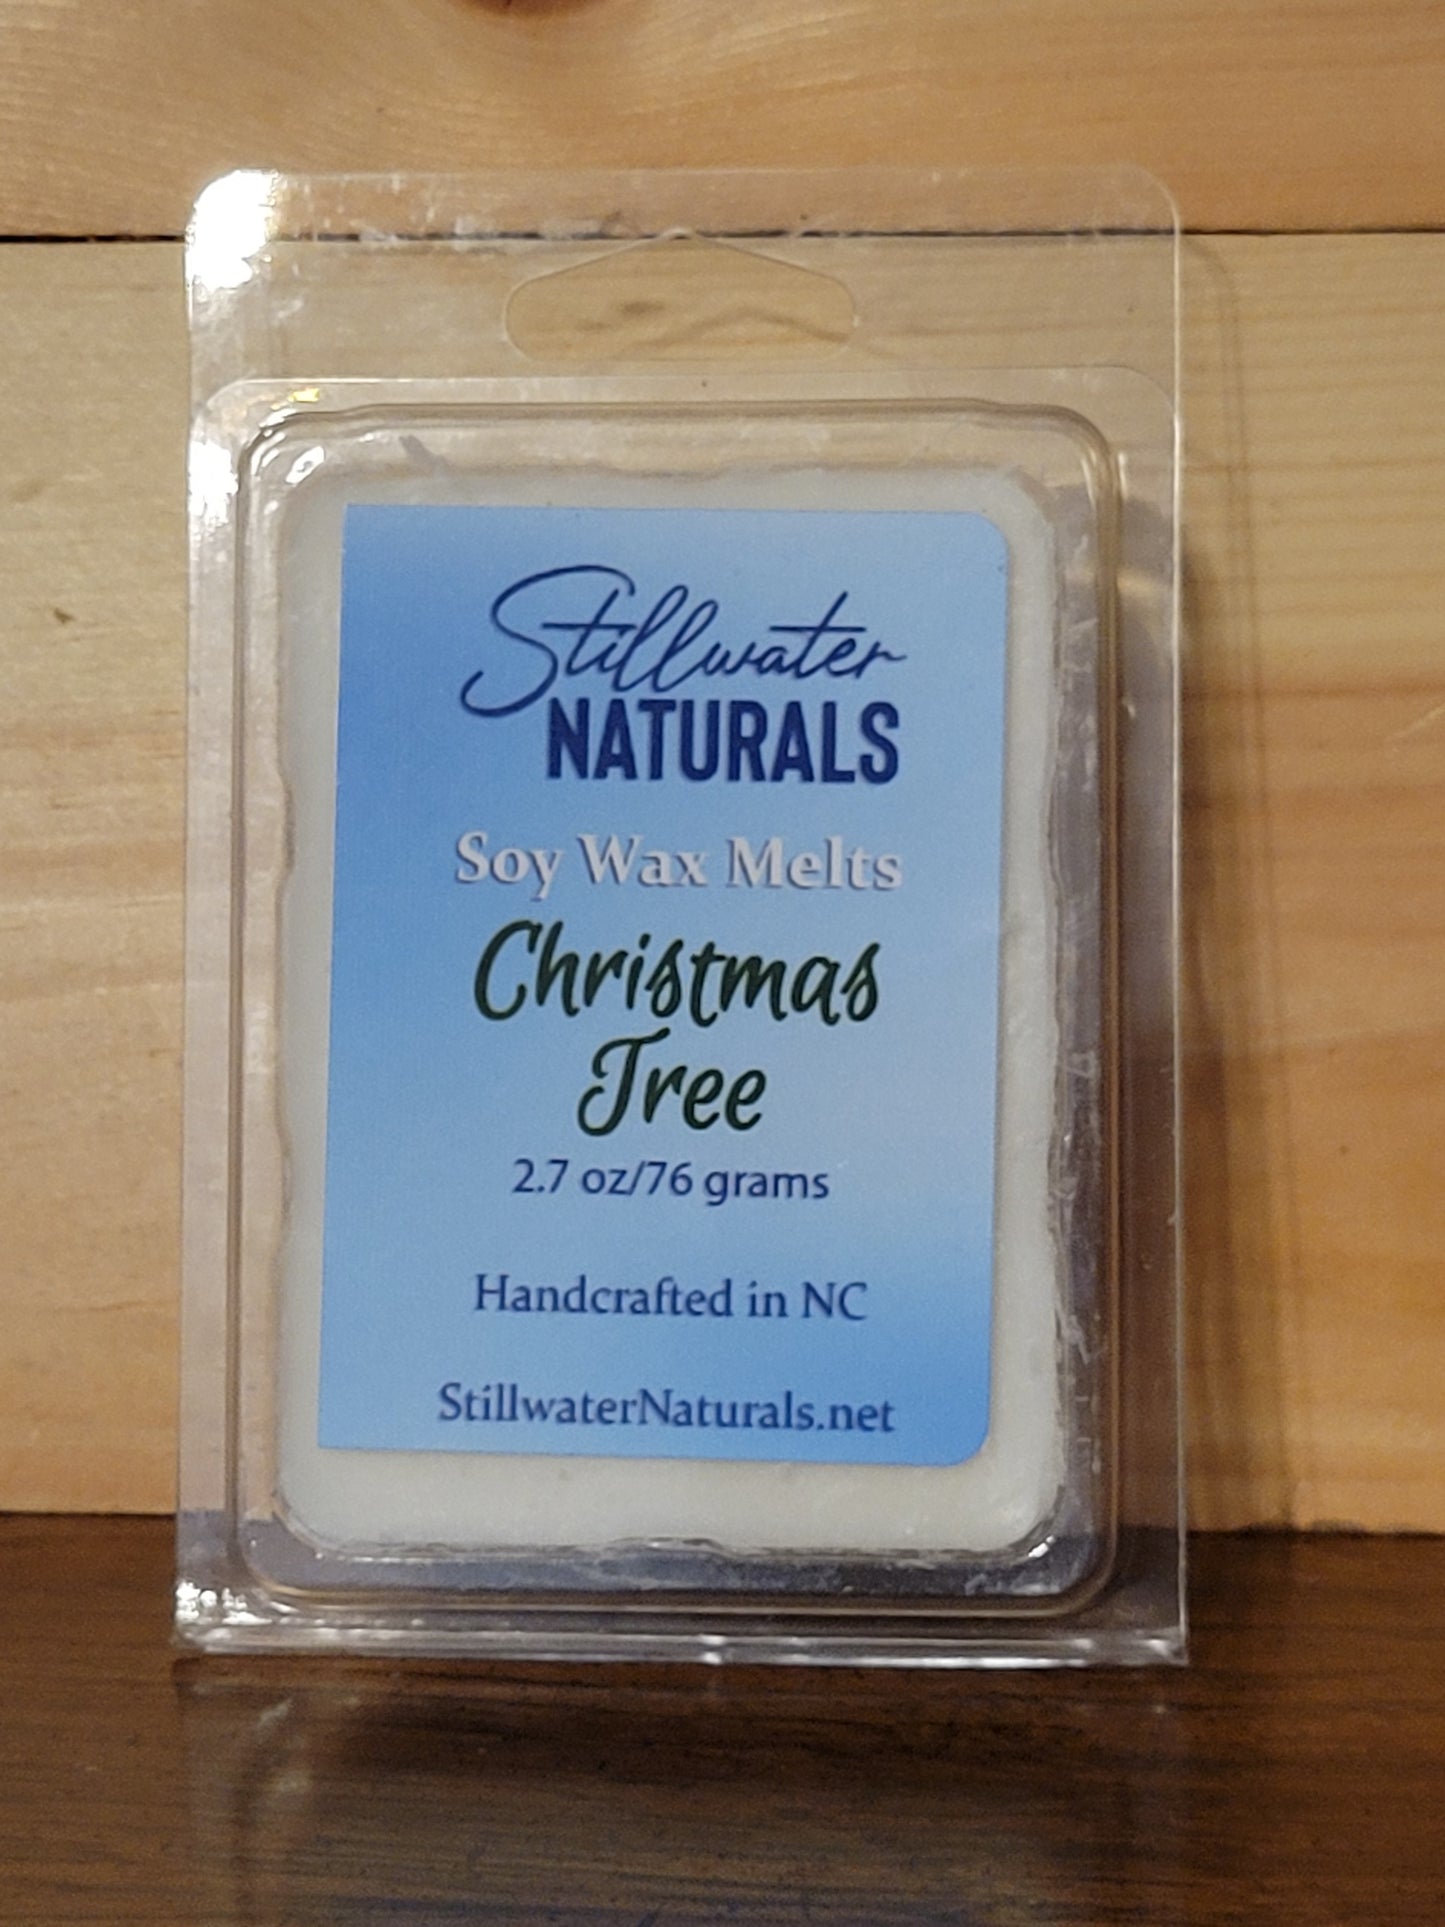 Stillwater
NATURALS
Soy Wax Melts
Christmas
Tree
2.7 oz/76 grams
Handcrafted in NC
StillwaterNaturals.net